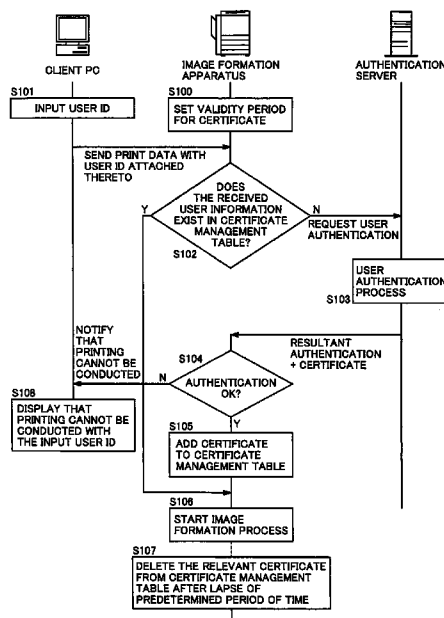 CLIENT PC
IMAGE FORMATION
APPARATUS
AUTHENTICATION
SERVER
S101
INPUT USER ID
S100
SET VALIDITY PERIOD
FOR CERTIFICATE
SEND PRINT DATA WITH
USER ID ATTACHED
THERETO
Y
DOES
THE RECEIVED
USER INFORMATION
EXIST IN CERTIFICATE
MANAGEMENT
TABLE?
S102
N
REQUEST USER
AUTHENTICATION
USER
AUTHENTICATION
PROCESS
S103
NOTIFY
THAT
PRINTING
CANNOT BE
CONDUCTED
RESULTANT
AUTHENTICATION
+ CERTIFICATE
S104
N
AUTHENTICATION
OK?
Y
S108
DISPLAY THAT
PRINTING CANNOT BE
CONDUCTED WITH
THE INPUT USER ID
S105
ADD CERTIFICATE
TO CERTIFICATE
MANAGEMENT TABLE
S106
START IMAGE
FORMATION PROCESS
S107
DELETE THE RELEVANT CERTIFICATE
FROM CERTIFICATE MANAGEMENT
TABLE AFTER LAPSE OF
PREDETERMINED PERIOD OF TIME